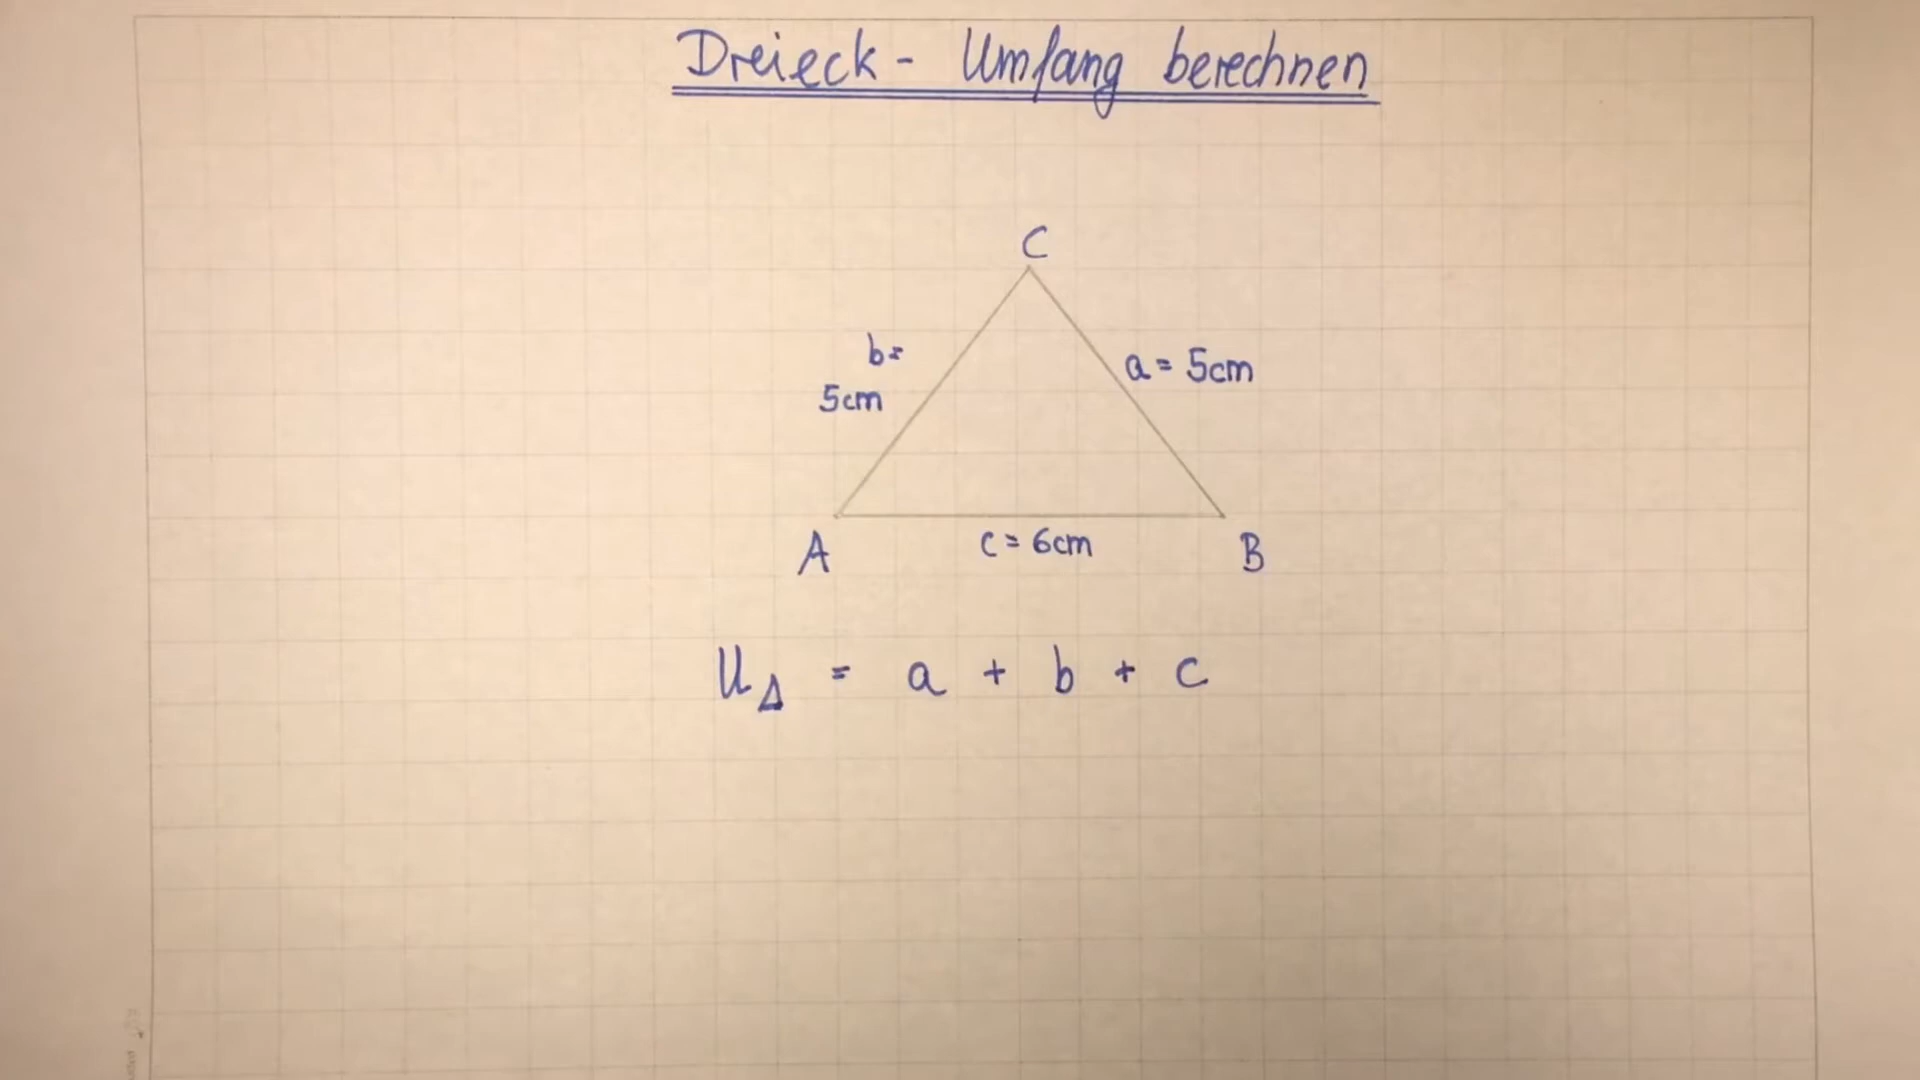 Dreieck - Umfang berechnen
C
b=
5cm
a = 5cm
A
c = 6cm
B
U△ = a + b + c